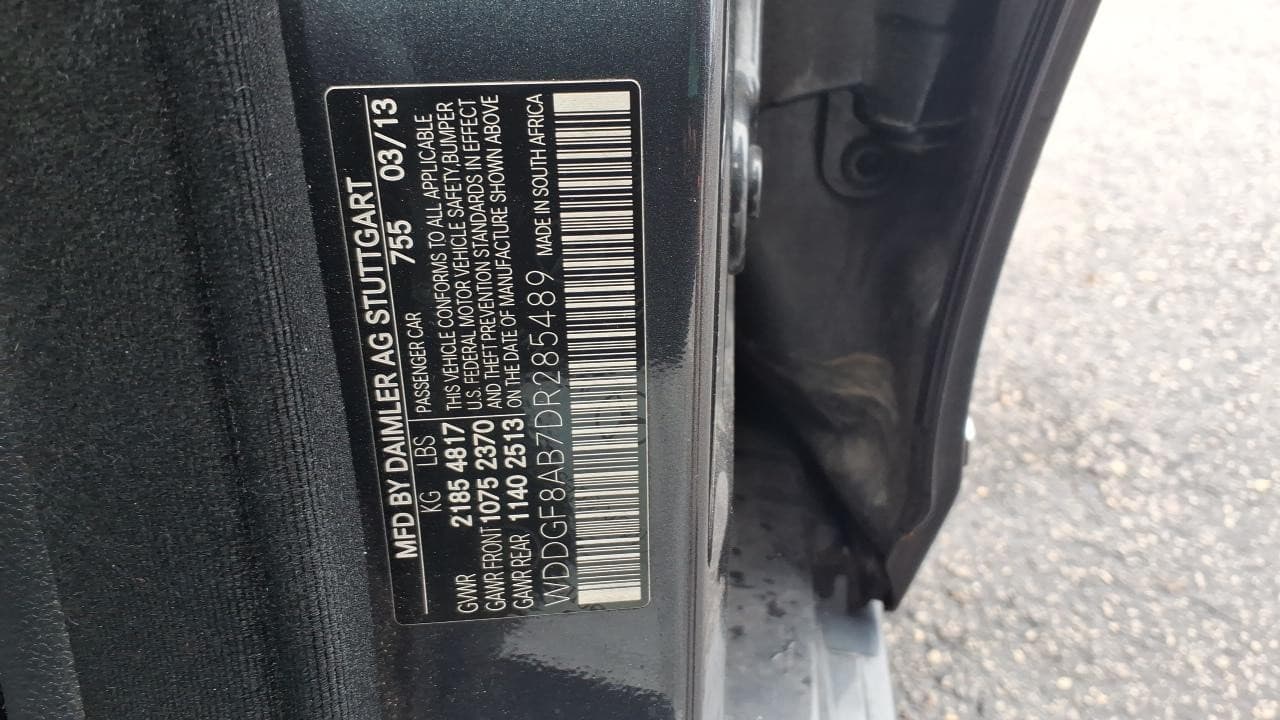 MFD BY DAIMLER AG STUTTGART
755 03/13
KG LBS PASSENGER CAR
GVWR 2185 4817 THIS VEHICLE CONFORMS TO ALL APPLICABLE
U.S. FEDERAL MOTOR VEHICLE SAFETY,BUMPER
GAWR FRONT 1075 2370 AND THEFT PREVENTION STANDARDS IN EFFECT
GAWR REAR 1140 2513 ON THE DATE OF MANUFACTURE SHOWN ABOVE
WDDGF8AB7DR285489 MADE IN SOUTH AFRICA